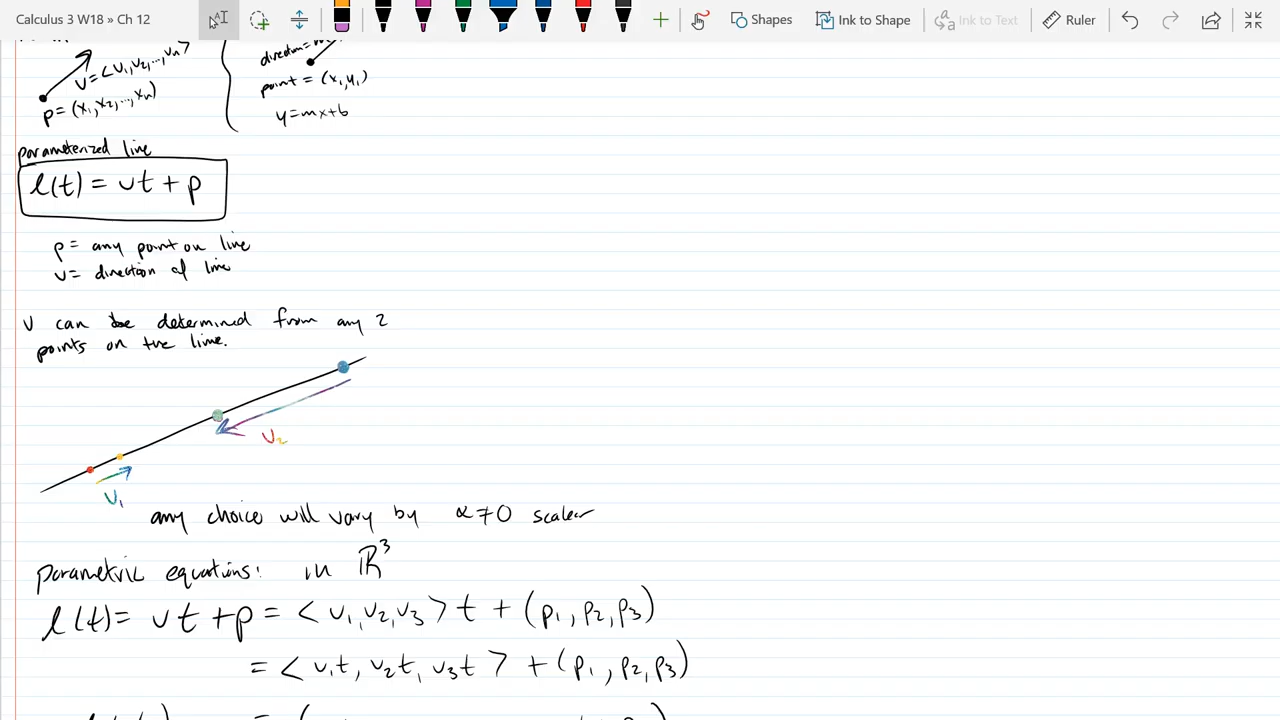 Calculus 3 W18 » Ch 12
Shapes
Ink to Shape
Ink to Text
Ruler
v=<v₁,v₂,...,vₙ>
p=(x₁,x₂,...,xₙ)
direction=m
point = (x₁,y₁)
y=mx+b
parameterized line
l(t) = vt + p
p= any point on line
v= direction of line
v can be determined from any 2
points on the line.
v₂
v₁
any choice will vary by α≠0 scalar
parametric equations: in ℝ³
l(t)= vt +p = <v₁,v₂,v₃>t + (p₁,p₂,p₃)
= <v₁t, v₂t, v₃t> + (p₁,p₂,p₃)